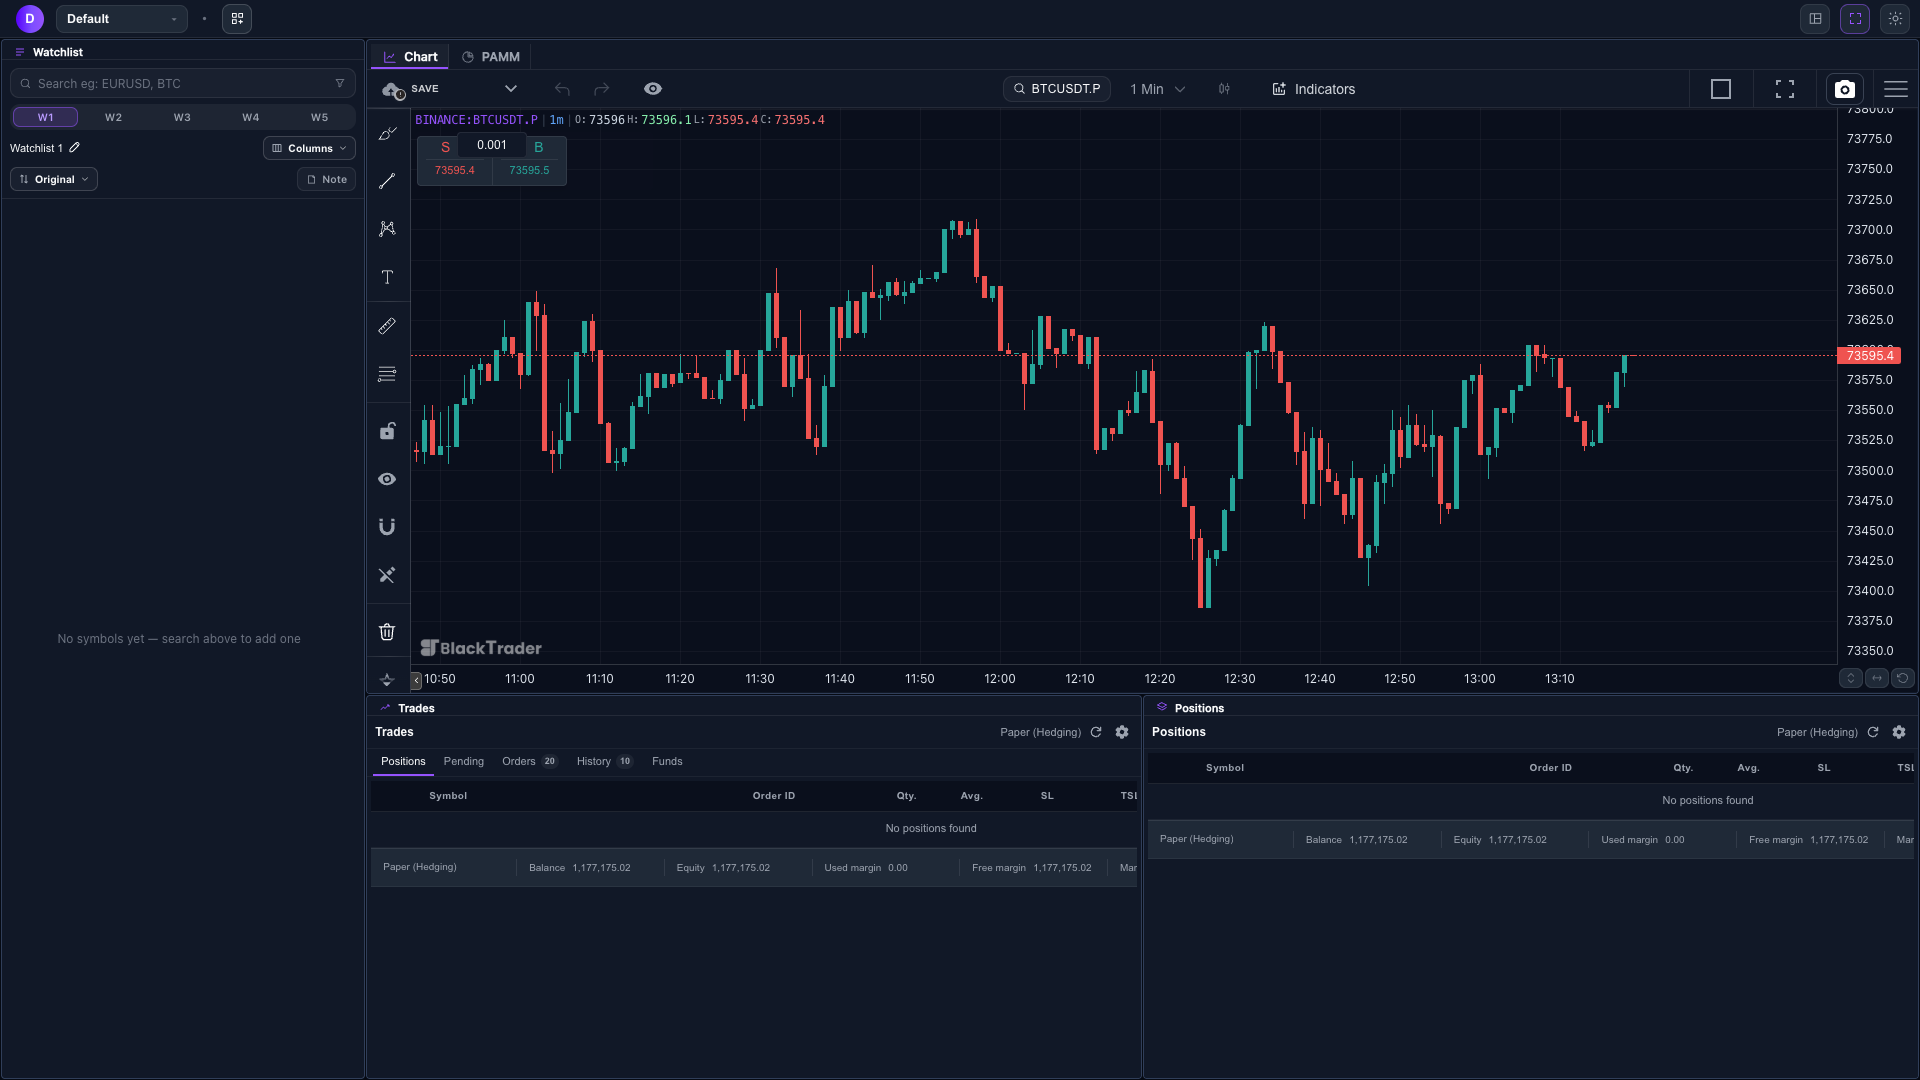 D Default
Watchlist
Search eg: EURUSD, BTC
W1 W2 W3 W4 W5
Watchlist 1 Columns
Original Note
No symbols yet — search above to add one
Chart PAMM
SAVE BTCUSDT.P 1 Min Indicators
BINANCE:BTCUSDT.P 1m O: 73596 H: 73596.1 L: 73595.4 C: 73595.4
S 0.001 B
73595.4 73595.5
73800.0
73775.0
73750.0
73725.0
73700.0
73675.0
73650.0
73625.0
73595.4
73575.0
73550.0
73525.0
73500.0
73475.0
73450.0
73425.0
73400.0
73375.0
73350.0
BlackTrader
10:50 11:00 11:10 11:20 11:30 11:40 11:50 12:00 12:10 12:20 12:30 12:40 12:50 13:00 13:10
Trades
Trades Paper (Hedging)
Positions Pending Orders 20 History 10 Funds
Symbol Order ID Qty. Avg. SL TSL
No positions found
Paper (Hedging) Balance 1,177,175.02 Equity 1,177,175.02 Used margin 0.00 Free margin 1,177,175.02 Mar
Positions
Positions Paper (Hedging)
Symbol Order ID Qty. Avg. SL TSL
No positions found
Paper (Hedging) Balance 1,177,175.02 Equity 1,177,175.02 Used margin 0.00 Free margin 1,177,175.02 Mar